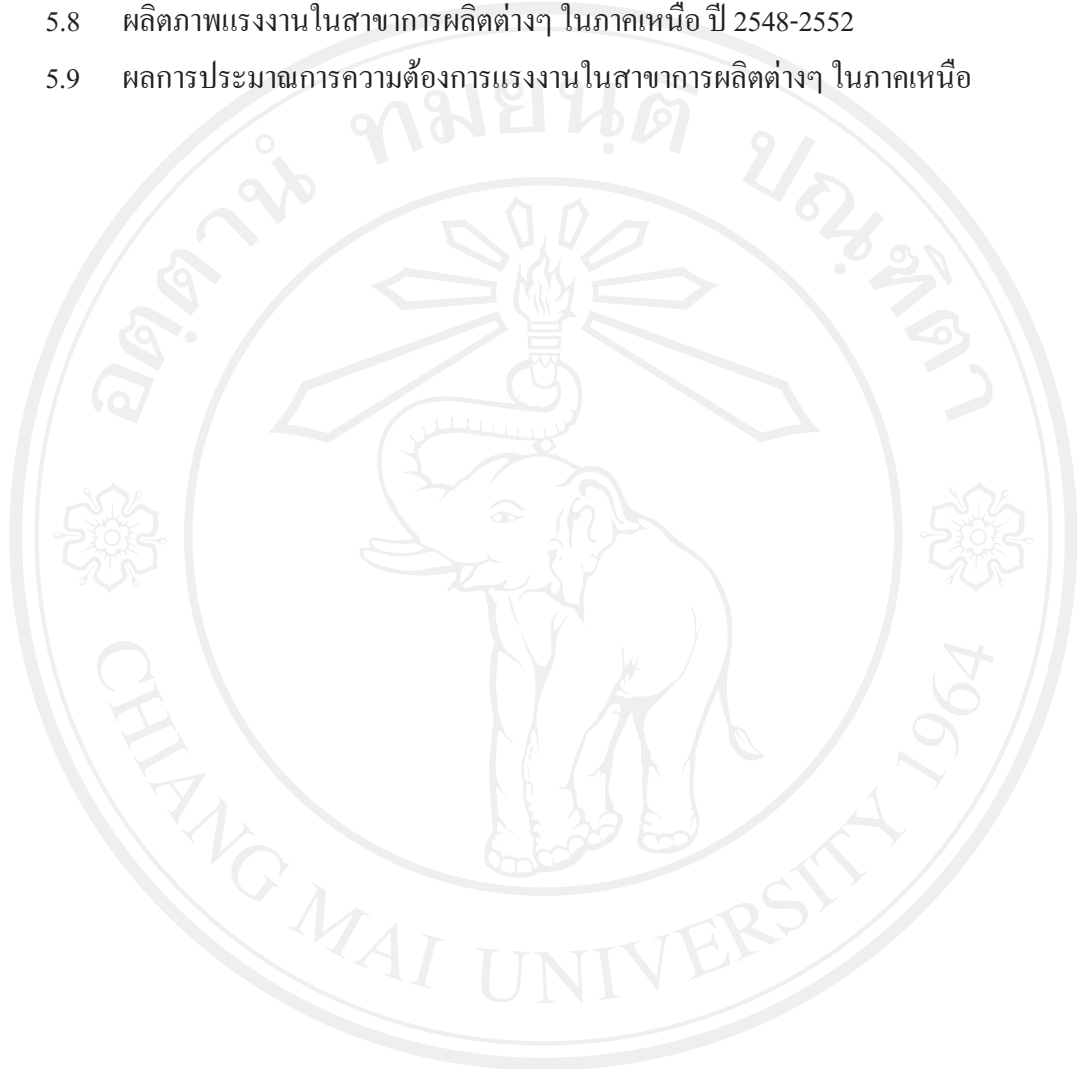 5.8 ผลิตภาพแรงงานในสาขาการผลิตต่างๆ ในภาคเหนือ ปี 2548-2552
5.9 ผลการประมาณการความต้องการแรงงานในสาขาการผลิตต่างๆ ในภาคเหนือ
อตฺตานํ ทมยนฺติ ปณฺฑิตา
CHIANG MAI UNIVERSITY 1964